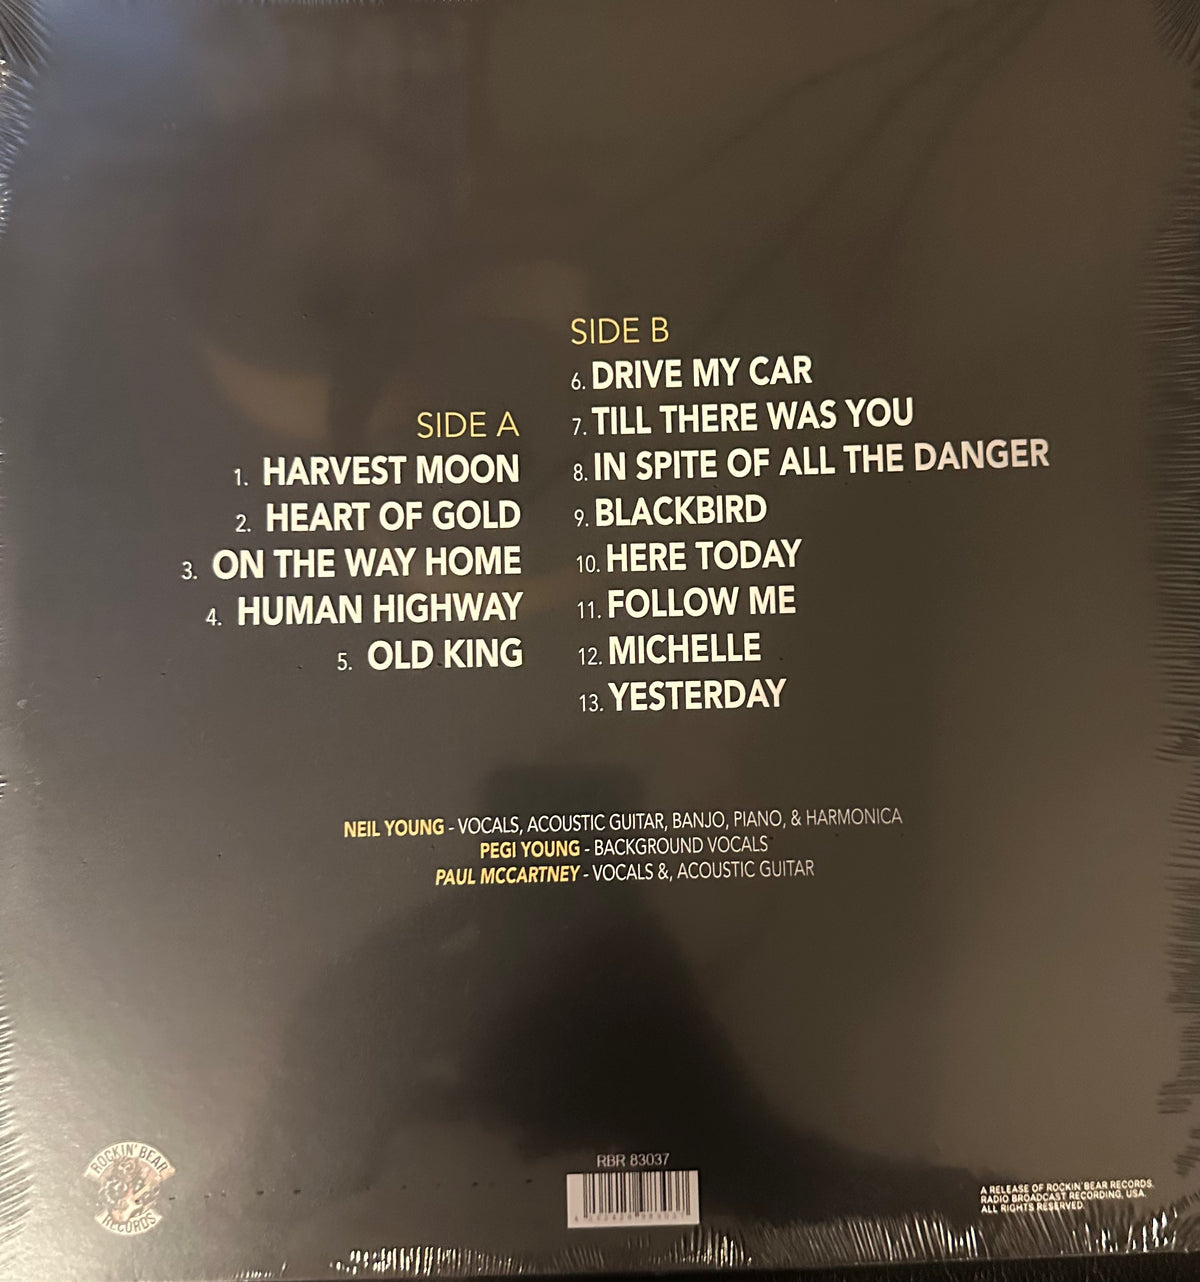 SIDE A
1. HARVEST MOON
2. HEART OF GOLD
3. ON THE WAY HOME
4. HUMAN HIGHWAY
5. OLD KING
SIDE B
6. DRIVE MY CAR
7. TILL THERE WAS YOU
8. IN SPITE OF ALL THE DANGER
9. BLACKBIRD
10. HERE TODAY
11. FOLLOW ME
12. MICHELLE
13. YESTERDAY
NEIL YOUNG - VOCALS, ACOUSTIC GUITAR, BANJO, PIANO, & HARMONICA
PEGI YOUNG - BACKGROUND VOCALS
PAUL MCCARTNEY - VOCALS &, ACOUSTIC GUITAR
ROCKIN' BEAR
RECORDS
RBR 83037
A RELEASE OF ROCKIN' BEAR RECORDS.
RADIO BROADCAST RECORDING, USA.
ALL RIGHTS RESERVED.